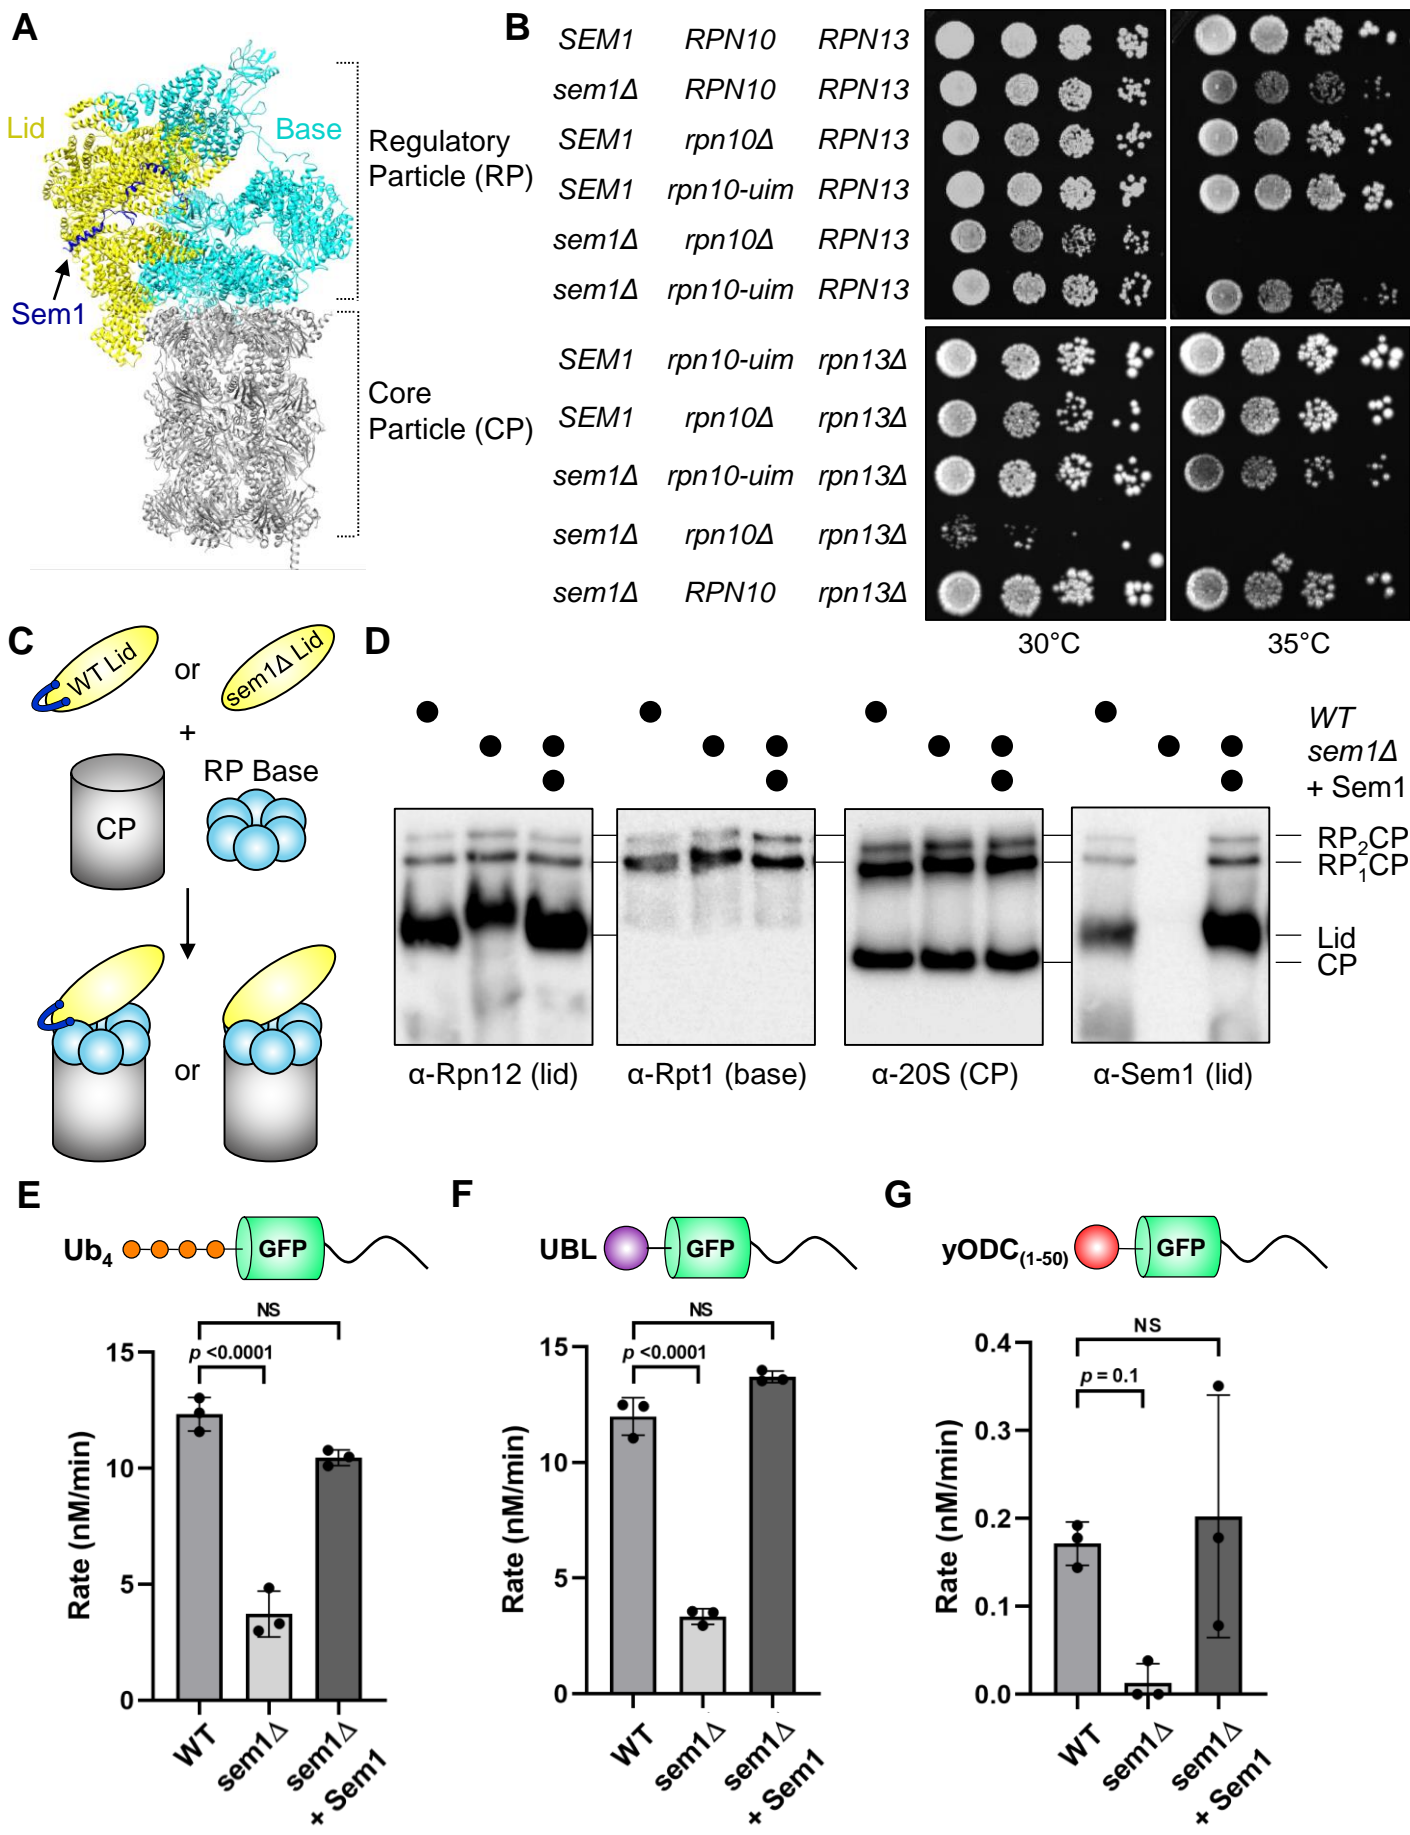 A
Lid
Base
Regulatory
Particle (RP)
Sem1
Core
Particle (CP)
B
SEM1 RPN10 RPN13
sem1Δ RPN10 RPN13
SEM1 rpn10Δ RPN13
SEM1 rpn10-uim RPN13
sem1Δ rpn10Δ RPN13
sem1Δ rpn10-uim RPN13
SEM1 rpn10-uim rpn13Δ
SEM1 rpn10Δ rpn13Δ
sem1Δ rpn10-uim rpn13Δ
sem1Δ rpn10Δ rpn13Δ
sem1Δ RPN10 rpn13Δ
30°C 35°C
C
WT Lid or sem1Δ Lid
+
CP
RP Base
or
D
WT
sem1Δ
+ Sem1
RP₂CP
RP₁CP
Lid
CP
α-Rpn12 (lid) α-Rpt1 (base) α-20S (CP) α-Sem1 (lid)
E
Ub₄ GFP
NS
p <0.0001
Rate (nM/min)
15
10
5
0
WT
sem1Δ
sem1Δ
+ Sem1
F
UBL GFP
NS
p <0.0001
Rate (nM/min)
15
10
5
0
WT
sem1Δ
sem1Δ
+ Sem1
G
yODC(1-50) GFP
NS
p = 0.1
Rate (nM/min)
0.4
0.3
0.2
0.1
0.0
WT
sem1Δ
sem1Δ
+ Sem1